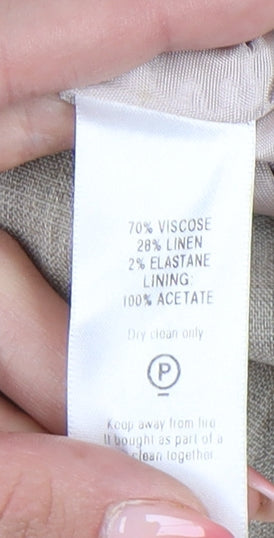 70% VISCOSE
28% LINEN
2% ELASTANE
LINING:
100% ACETATE
Dry clean only
P
Keep away from fire
If bought as part of a
clean together